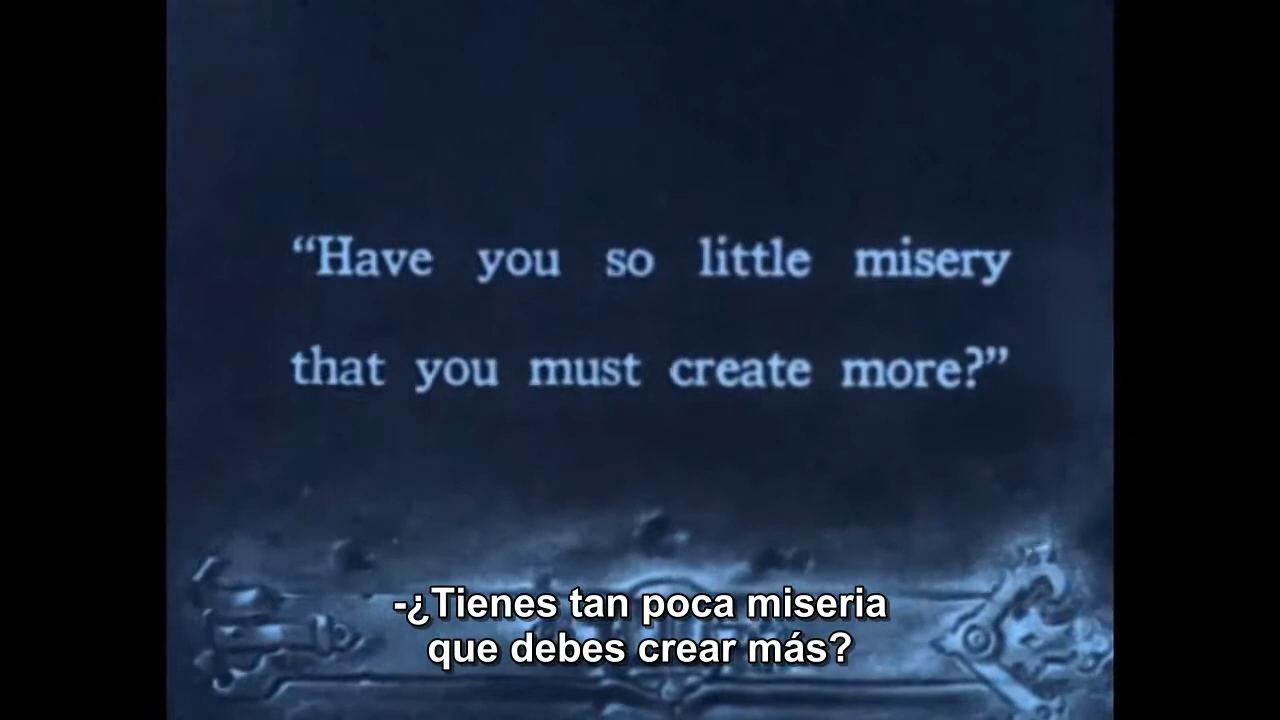 “Have you so little misery
that you must create more?”
-¿Tienes tan poca miseria
que debes crear más?